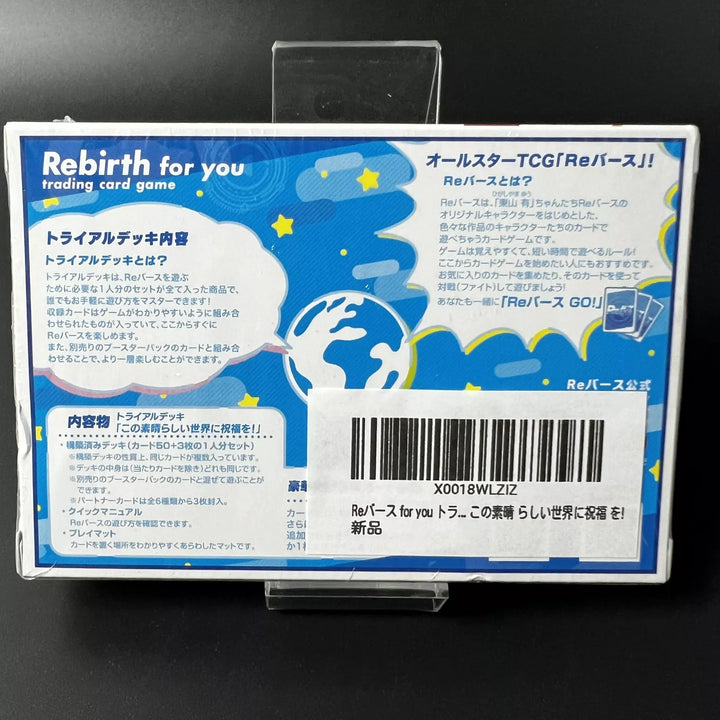 Rebirth for you
trading card game
トライアルデッキ内容
トライアルデッキとは？
トライアルデッキは、Reバースを遊ぶ
ために必要な1人分のセットが全て入った商品で、
誰でもお手軽に遊び方をマスターできます！
収録カードはゲームがわかりやすいように組み合
わせられたものが入っていて、ここからすぐに
Reバースを楽しめます。
また、別売りのブースターパックのカードと組み合
わせることで、より一層楽しむことができます。
オールスターTCG「Reバース」！
Reバースとは？
ひがしやま ゆう
Reバースは、「東山 有」ちゃんたちReバースの
オリジナルキャラクターをはじめとした、
色々な作品のキャラクターたちのカードで
遊べちゃうカードゲームです。
ゲームは覚えやすくて、短い時間で遊べるルール！
ここからカードゲームを始めたい人にもおすすめです。
お気に入りのカードを集めたり、そのカードを使って
対戦（ファイト）して遊びましょう！
あなたも一緒に「Reバース GO!」
Reバース公式
内容物 トライアルデッキ
「この素晴らしい世界に祝福を！」
・構築済みデッキ（カード50+3枚の1人分セット）
※構築デッキの性質上、同じカードが複数入っています。
※デッキの中身は（当たりカードを除き）どれも同じです。
※別売りのブースターパックのカードと混ぜて遊ぶことが
できます。
※パートナーカードは全6種類から3枚封入。
・クイックマニュアル
Reバースの遊び方を確認できます。
・プレイマット
カードを置く場所をわかりやすくあらわしたマットです。
豪華
カー
さら
追加
か1枚
X0018WLZIZ
Reバース for you トラ... この素晴 らしい世界に祝福 を!
新品